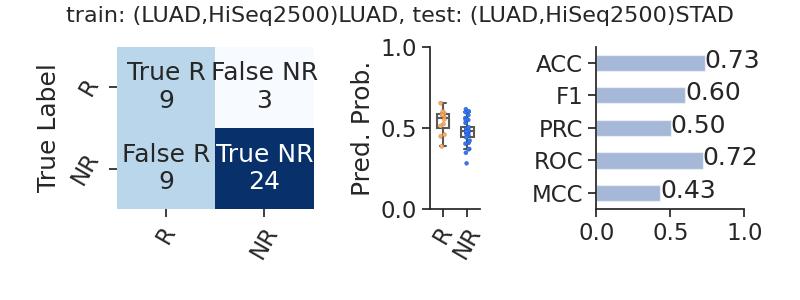 train: (LUAD,HiSeq2500)LUAD, test: (LUAD,HiSeq2500)STAD
True Label
R
NR
True R
9
False NR
3
False R
9
True NR
24
R
NR
Pred. Prob.
1.0
0.5
0.0
R
NR
ACC
F1
PRC
ROC
MCC
0.73
0.60
0.50
0.72
0.43
0.0
0.5
1.0